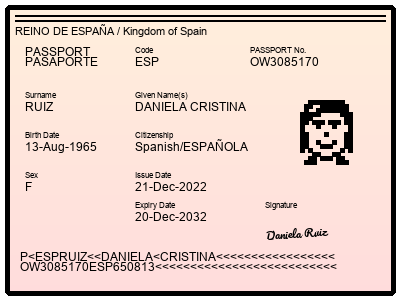 REINO DE ESPAÑA / Kingdom of Spain
PASSPORT
PASAPORTE
Code
ESP
PASSPORT No.
OW3085170
Surname
RUIZ
Given Name(s)
DANIELA CRISTINA
Birth Date
13-Aug-1965
Citizenship
Spanish/ESPAÑOLA
Sex
F
Issue Date
21-Dec-2022
Expiry Date
20-Dec-2032
Signature
Daniela Ruiz
P<ESPRUIZ<<DANIELA<CRISTINA<<<<<<<<<<<<<<<<<
OW3085170ESP650813<<<<<<<<<<<<<<<<<<<<<<<<<<